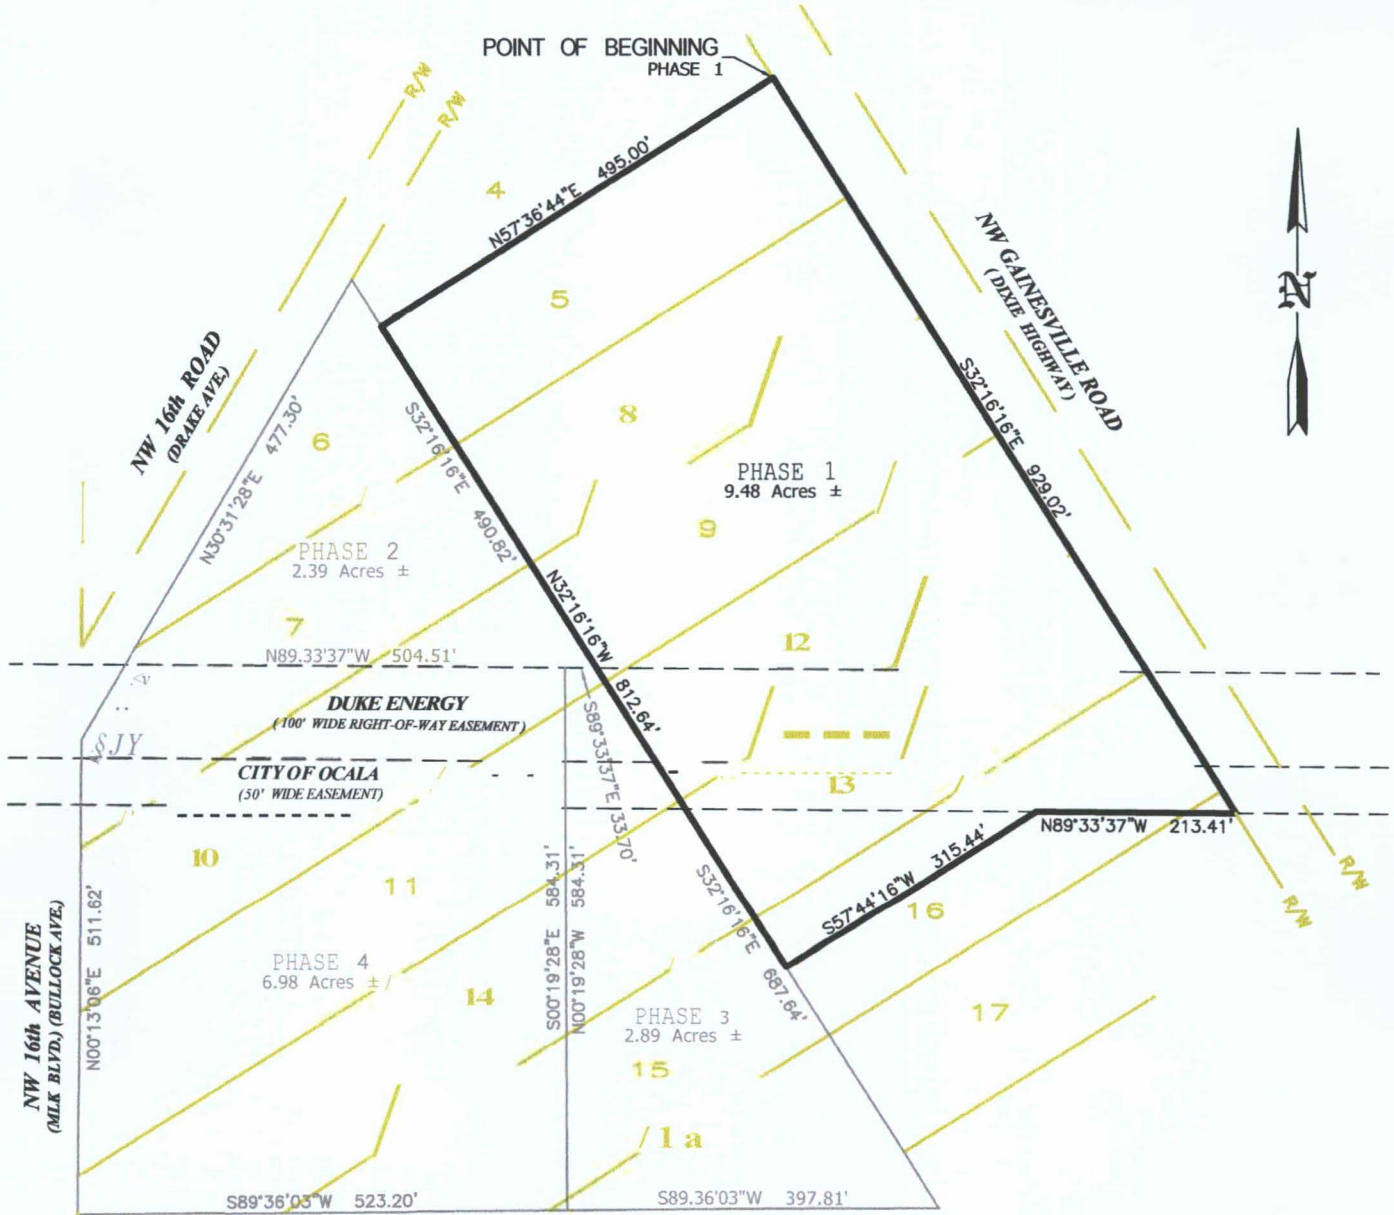 POINT OF BEGINNING
PHASE 1
R/W
R/W
4
N57°36'44"E 495.00'
NW GAINESVILLE ROAD
(DIXIE HIGHWAY)
N
5
NW 16th ROAD
(DRAKE AVE.)
N30°31'28"E 477.30'
6
S32°16'16"E 490.82'
8
S32°16'16"E 929.02'
PHASE 1
9.48 Acres ±
9
PHASE 2
2.39 Acres ±
7
N32°16'16"W 812.64'
12
N89.33'37"W 504.51'
DUKE ENERGY
(100' WIDE RIGHT-OF-WAY EASEMENT)
S89°33'37"E 33.70'
JY
CITY OF OCALA
(50' WIDE EASEMENT)
13
N89°33'37"W 213.41'
S57°44'16"W 315.44'
R/W
R/W
10
11
S00°19'28"E 584.31'
N00°19'28"W 584.31'
S32°16'16"E 687.64'
16
NW 16th AVENUE
(MLK BLVD.) (BULLOCK AVE.)
N00°13'06"E 511.62'
PHASE 4
6.98 Acres ±
14
PHASE 3
2.89 Acres ±
17
15
1 a
S89°36'03"W 523.20'
S89.36'03"W 397.81'